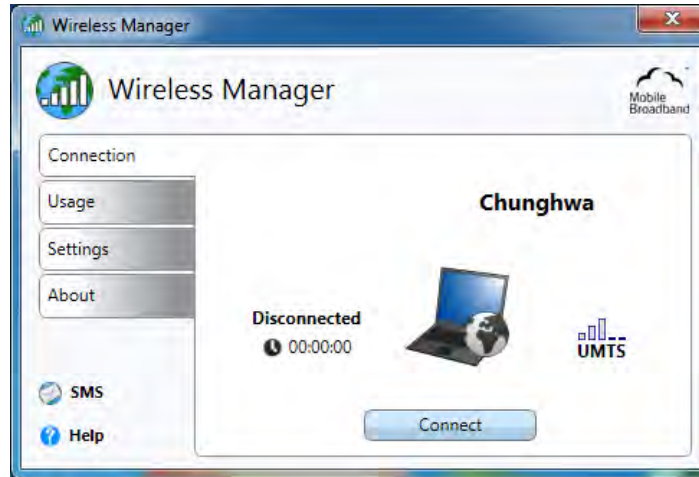 Wireless Manager
Wireless Manager
Mobile
Broadband
Connection
Usage
Settings
About
SMS
Help
Chunghwa
Disconnected
00:00:00
UMTS
Connect